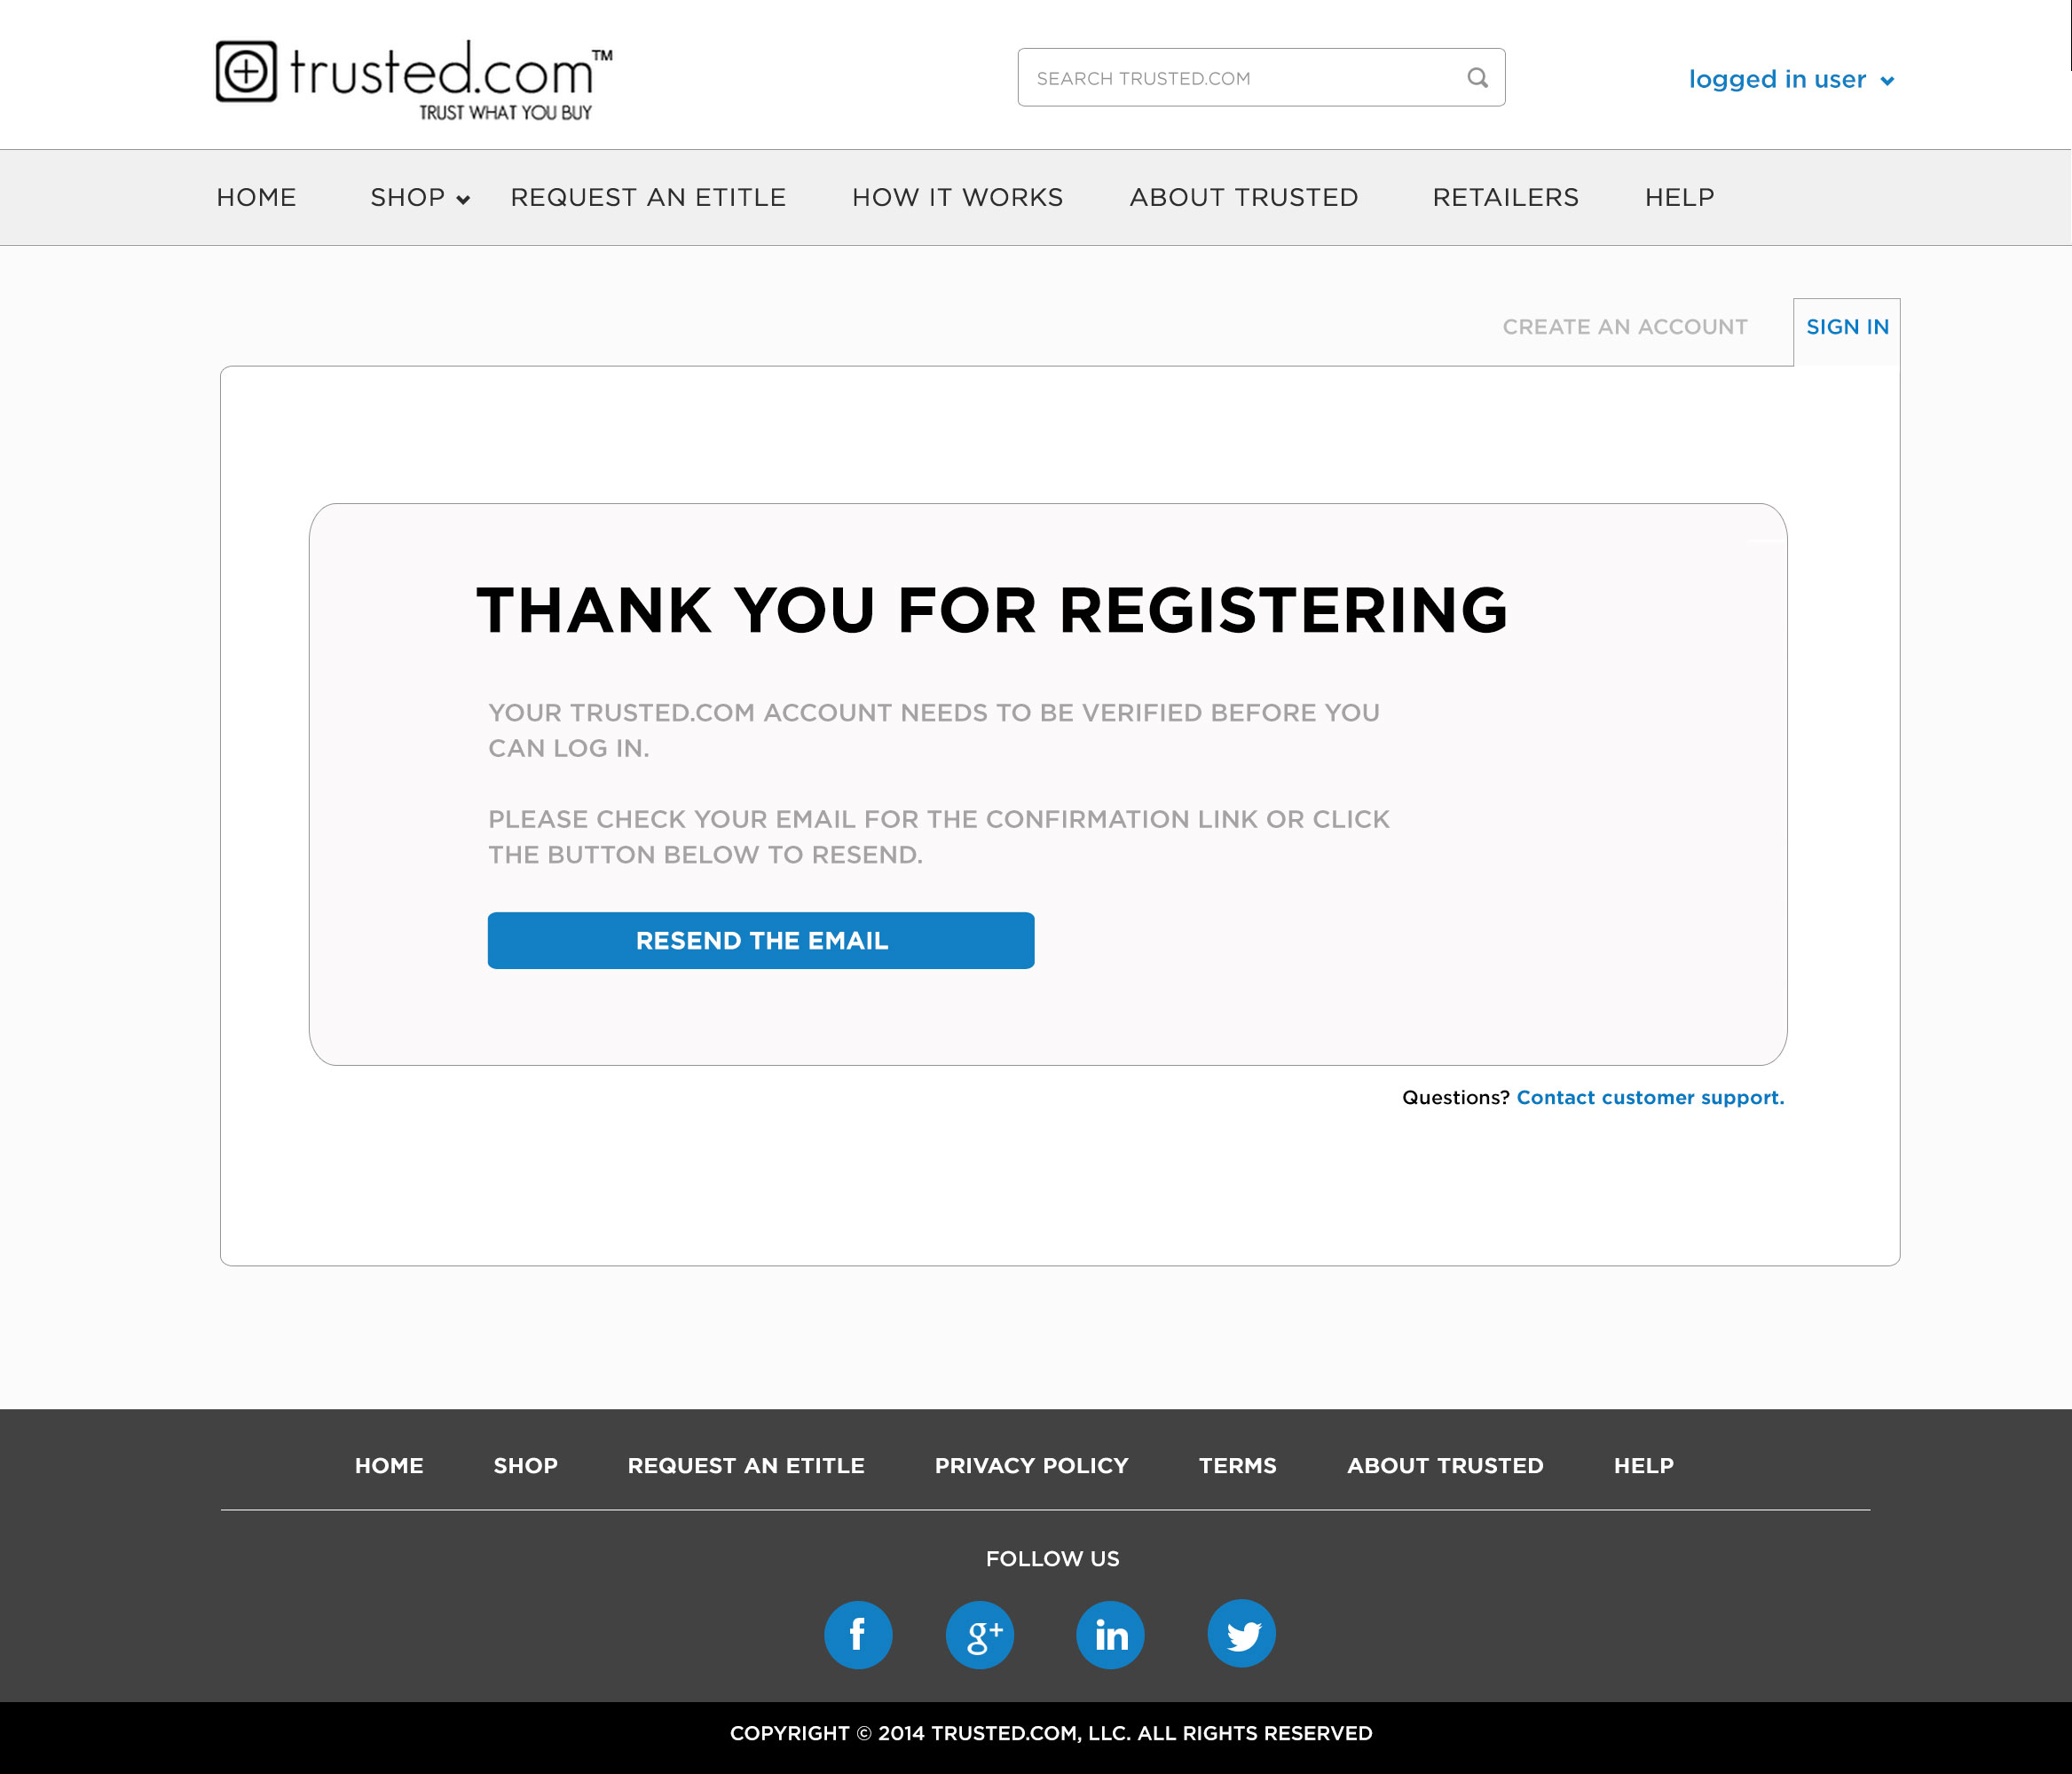 trusted.com™
TRUST WHAT YOU BUY
SEARCH TRUSTED.COM
logged in user
HOME SHOP REQUEST AN ETITLE HOW IT WORKS ABOUT TRUSTED RETAILERS HELP
CREATE AN ACCOUNT SIGN IN
THANK YOU FOR REGISTERING
YOUR TRUSTED.COM ACCOUNT NEEDS TO BE VERIFIED BEFORE YOU
CAN LOG IN.
PLEASE CHECK YOUR EMAIL FOR THE CONFIRMATION LINK OR CLICK
THE BUTTON BELOW TO RESEND.
RESEND THE EMAIL
Questions? Contact customer support.
HOME SHOP REQUEST AN ETITLE PRIVACY POLICY TERMS ABOUT TRUSTED HELP
FOLLOW US
f g+ in
COPYRIGHT © 2014 TRUSTED.COM, LLC. ALL RIGHTS RESERVED